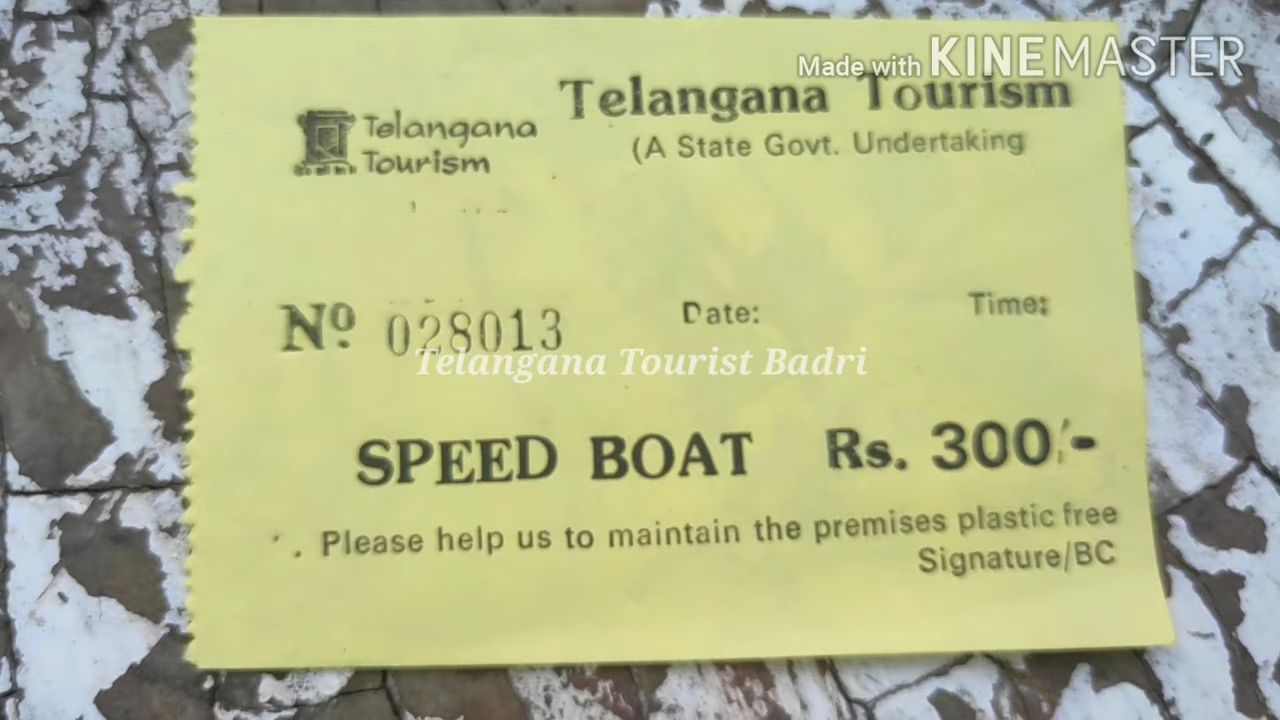 Made with KINEMASTER
Telangana Tourism
(A State Govt. Undertaking
Telangana
Tourism
Nº 028013
Date:
Time:
Telangana Tourist Badri
SPEED BOAT Rs. 300/-
Please help us to maintain the premises plastic free
Signature/BC